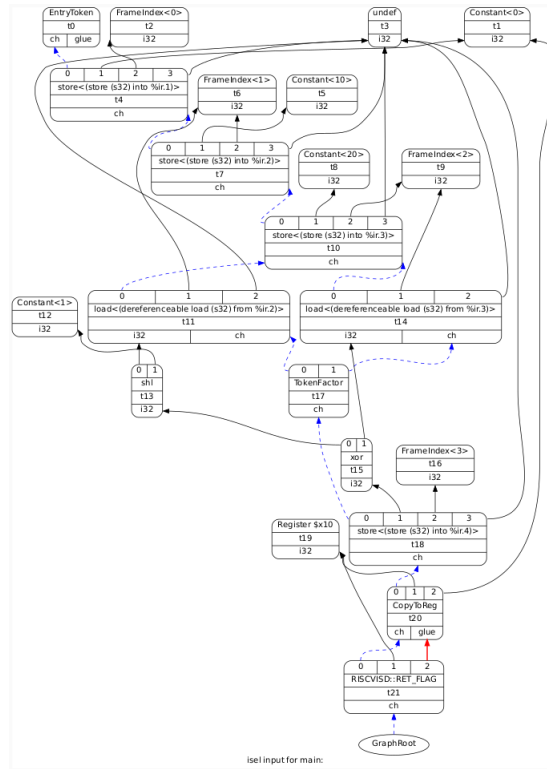 EntryToken
t0
ch glue
FrameIndex<0>
t2
i32
undef
t3
i32
Constant<0>
t1
i32
0 1 2 3
store<(store (s32) into %ir.1)>
t4
ch
FrameIndex<1>
t6
i32
Constant<10>
t5
i32
0 1 2 3
store<(store (s32) into %ir.2)>
t7
ch
Constant<20>
t8
i32
FrameIndex<2>
t9
i32
0 1 2 3
store<(store (s32) into %ir.3)>
t10
ch
Constant<1>
t12
i32
0 1 2
load<(dereferenceable load (s32) from %ir.2)>
t11
i32 ch
0 1 2
load<(dereferenceable load (s32) from %ir.3)>
t14
i32 ch
0 1
shl
t13
i32
0 1
TokenFactor
t17
ch
0 1
xor
t15
i32
FrameIndex<3>
t16
i32
Register $x10
t19
i32
0 1 2 3
store<(store (s32) into %ir.4)>
t18
ch
0 1 2
CopyToReg
t20
ch glue
0 1 2
RISCVISD::RET_FLAG
t21
ch
GraphRoot
isel input for main: